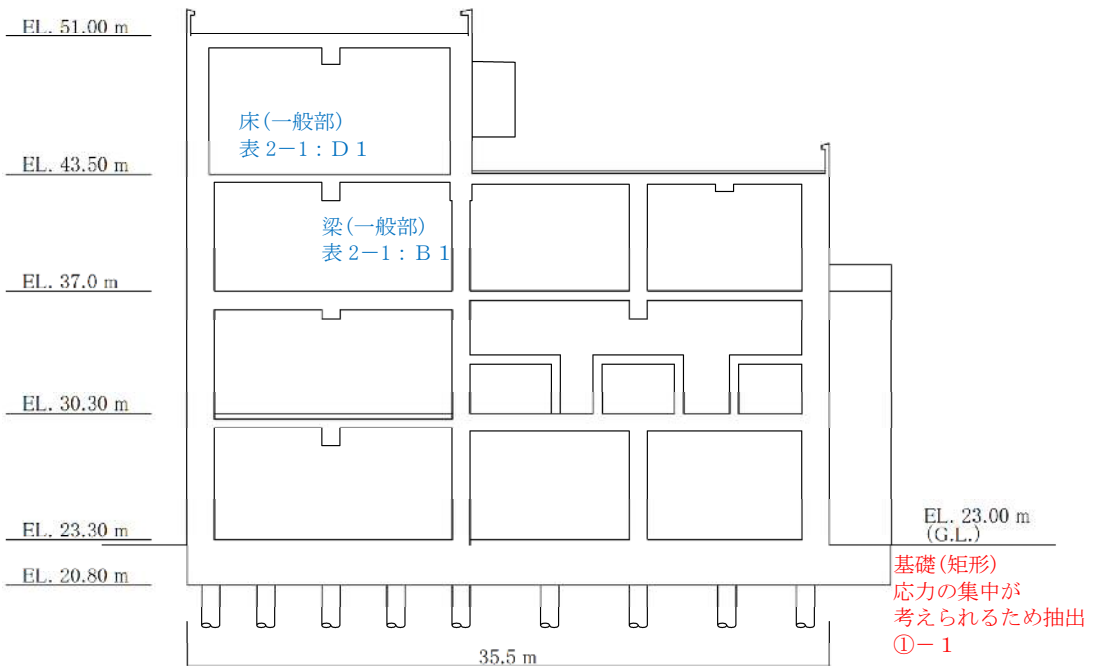 EL. 51.00 m
床(一般部)
表2-1：D1
EL. 43.50 m
梁(一般部)
表2-1：B1
EL. 37.0 m
EL. 30.30 m
EL. 23.30 m
EL. 23.00 m
(G.L.)
EL. 20.80 m
基礎(矩形)
応力の集中が
考えられるため抽出
①-1
35.5 m